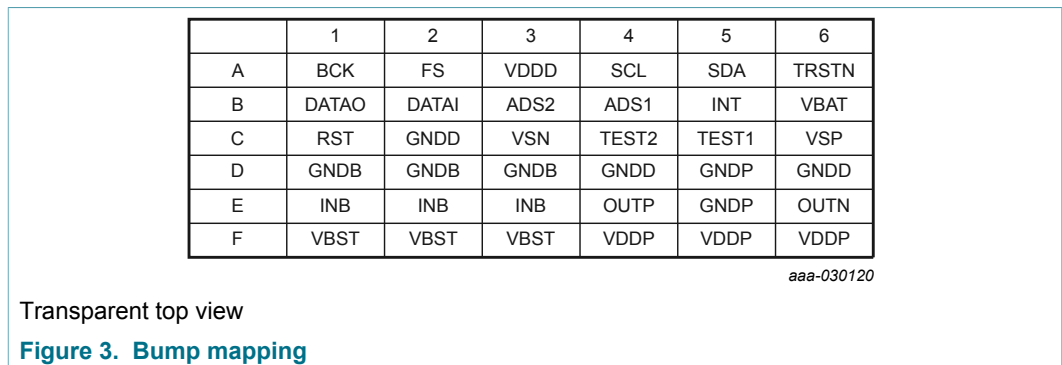 1 2 3 4 5 6
A BCK FS VDDD SCL SDA TRSTN
B DATAO DATAI ADS2 ADS1 INT VBAT
C RST GNDD VSN TEST2 TEST1 VSP
D GNDB GNDB GNDB GNDD GNDP GNDD
E INB INB INB OUTP GNDP OUTN
F VBST VBST VBST VDDP VDDP VDDP
aaa-030120
Transparent top view
Figure 3. Bump mapping